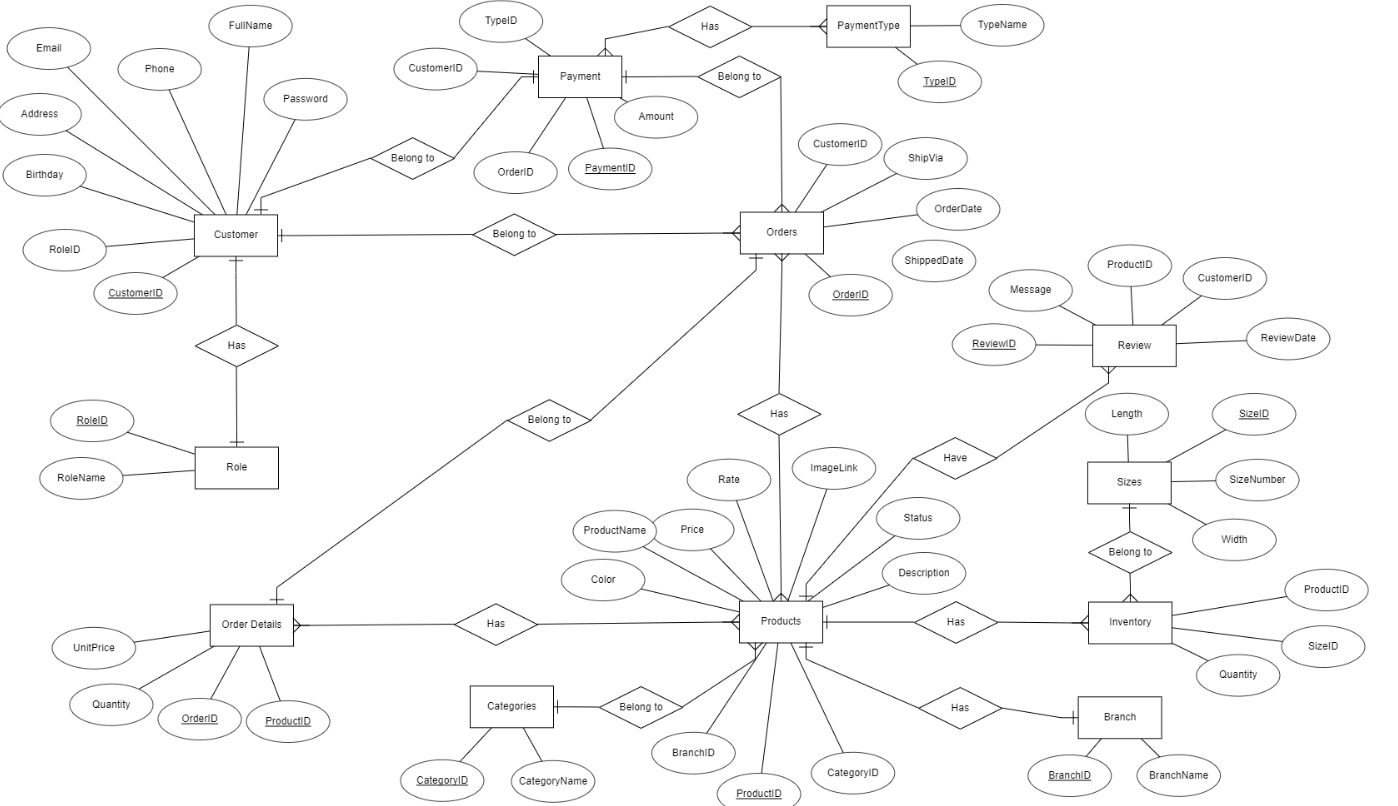 FullName
TypeID
Has
PaymentType
TypeName
Email
Phone
CustomerID
Payment
Belong to
TypeID
Address
Password
Amount
Belong to
OrderID
PaymentID
CustomerID
ShipVia
Birthday
OrderDate
Customer
Belong to
Orders
RoleID
ShippedDate
CustomerID
OrderID
ProductID
CustomerID
Message
ReviewID
Review
ReviewDate
Has
RoleID
Belong to
Has
Length
SizeID
RoleName
Role
Have
ImageLink
Rate
Sizes
SizeNumber
Status
ProductName
Price
Width
Belong to
Color
Description
ProductID
Order Details
Has
Products
Has
Inventory
UnitPrice
SizeID
Quantity
Quantity
OrderID
ProductID
Categories
Belong to
Has
Branch
BranchID
CategoryID
CategoryID
CategoryName
ProductID
BranchID
BranchName